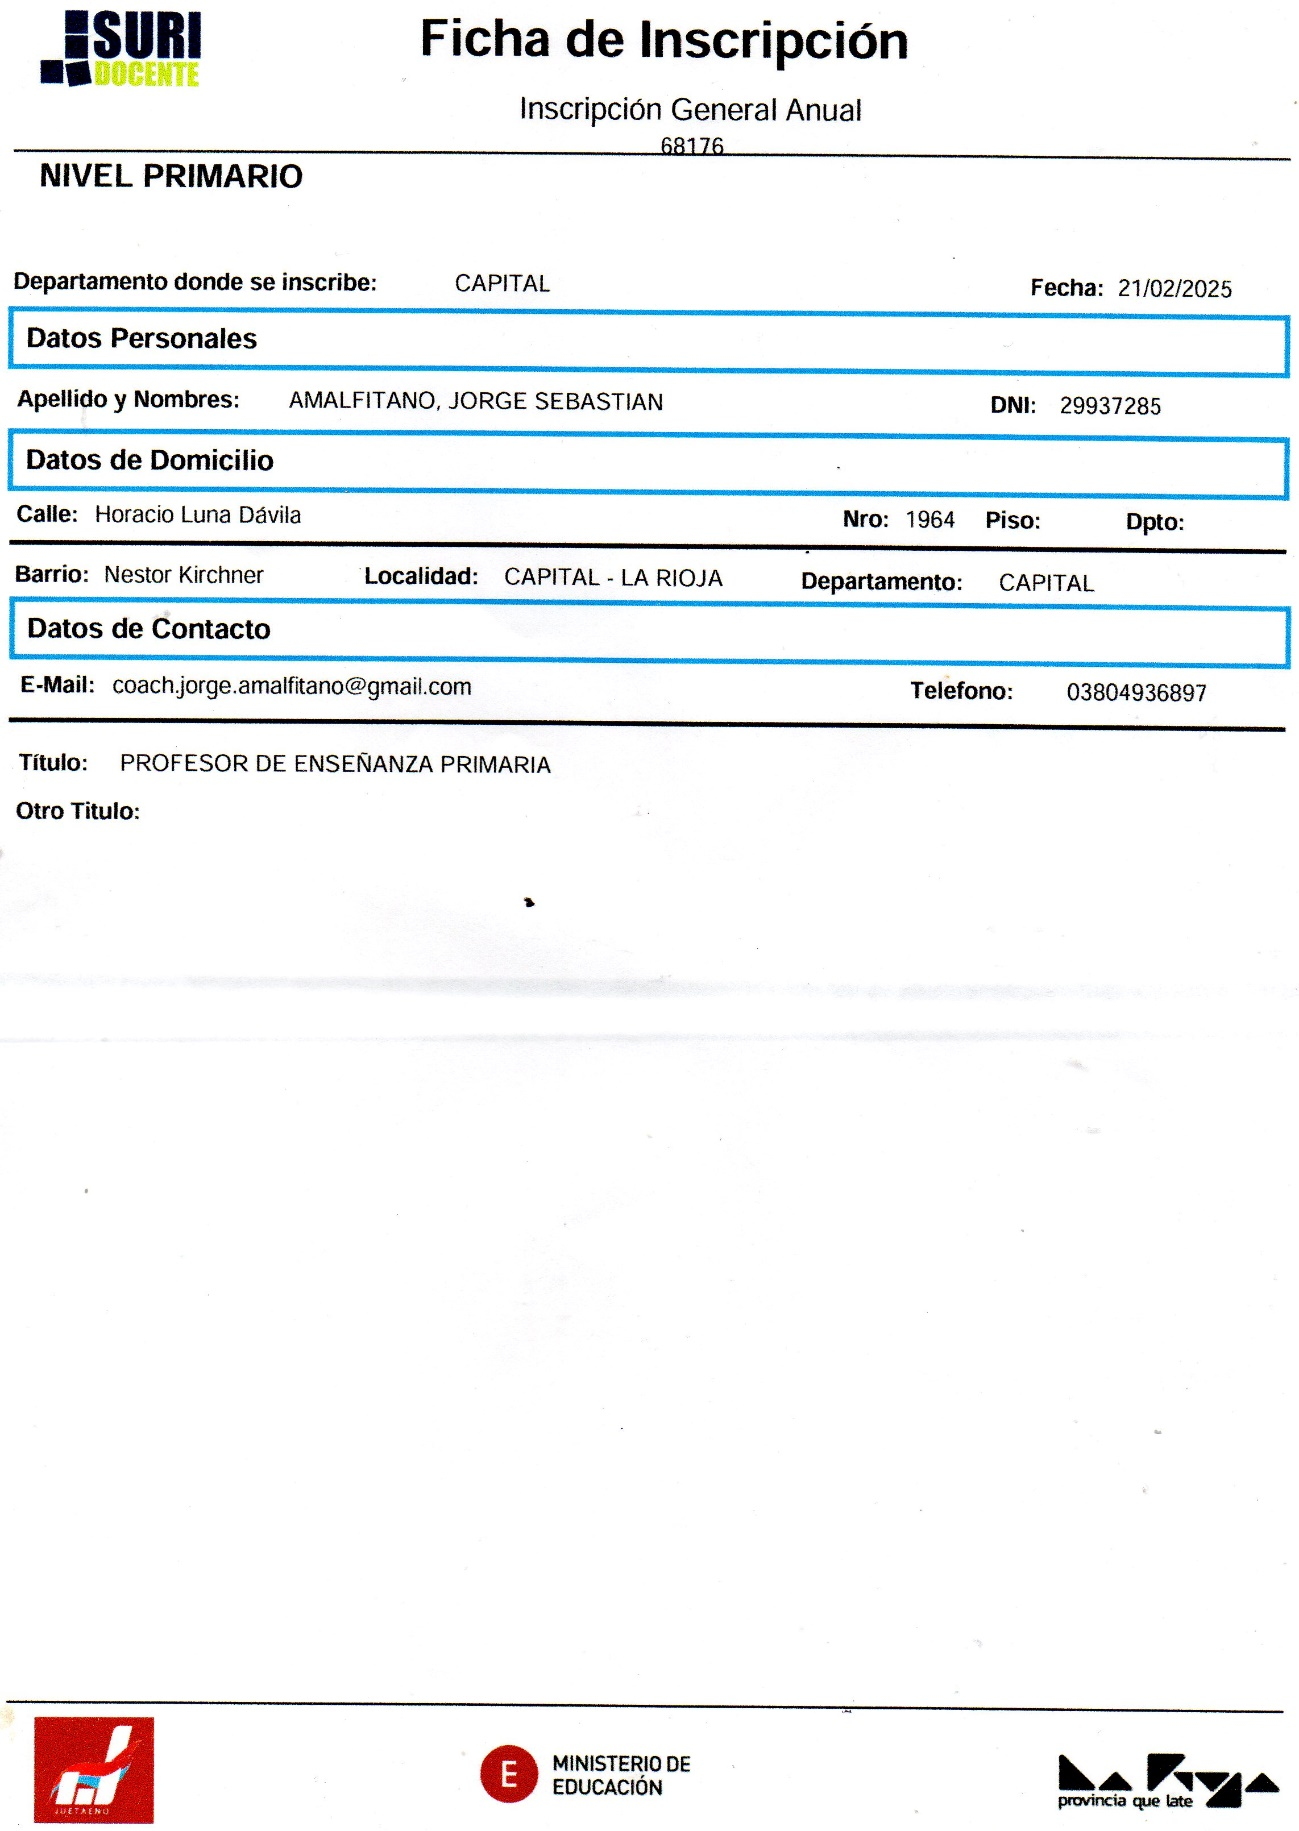 SURI
DOCENTE
Ficha de Inscripción
Inscripción General Anual
68176
NIVEL PRIMARIO
Departamento donde se inscribe: CAPITAL Fecha: 21/02/2025
Datos Personales
Apellido y Nombres: AMALFITANO, JORGE SEBASTIAN DNI: 29937285
Datos de Domicilio
Calle: Horacio Luna Dávila Nro: 1964 Piso: Dpto:
Barrio: Nestor Kirchner Localidad: CAPITAL - LA RIOJA Departamento: CAPITAL
Datos de Contacto
E-Mail: coach.jorge.amalfitano@gmail.com Telefono: 03804936897
Título: PROFESOR DE ENSEÑANZA PRIMARIA
Otro Titulo:
JUETAENO
E MINISTERIO DE
EDUCACIÓN
La Rioja
provincia que late